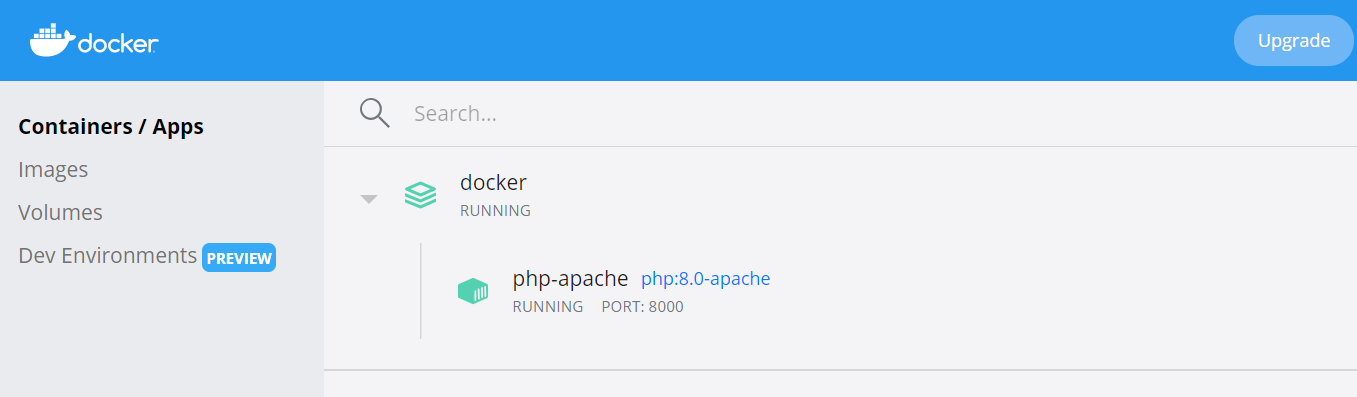 docker
Upgrade
Containers / Apps
Images
Volumes
Dev Environments PREVIEW
Search...
docker
RUNNING
php-apache php:8.0-apache
RUNNING PORT: 8000